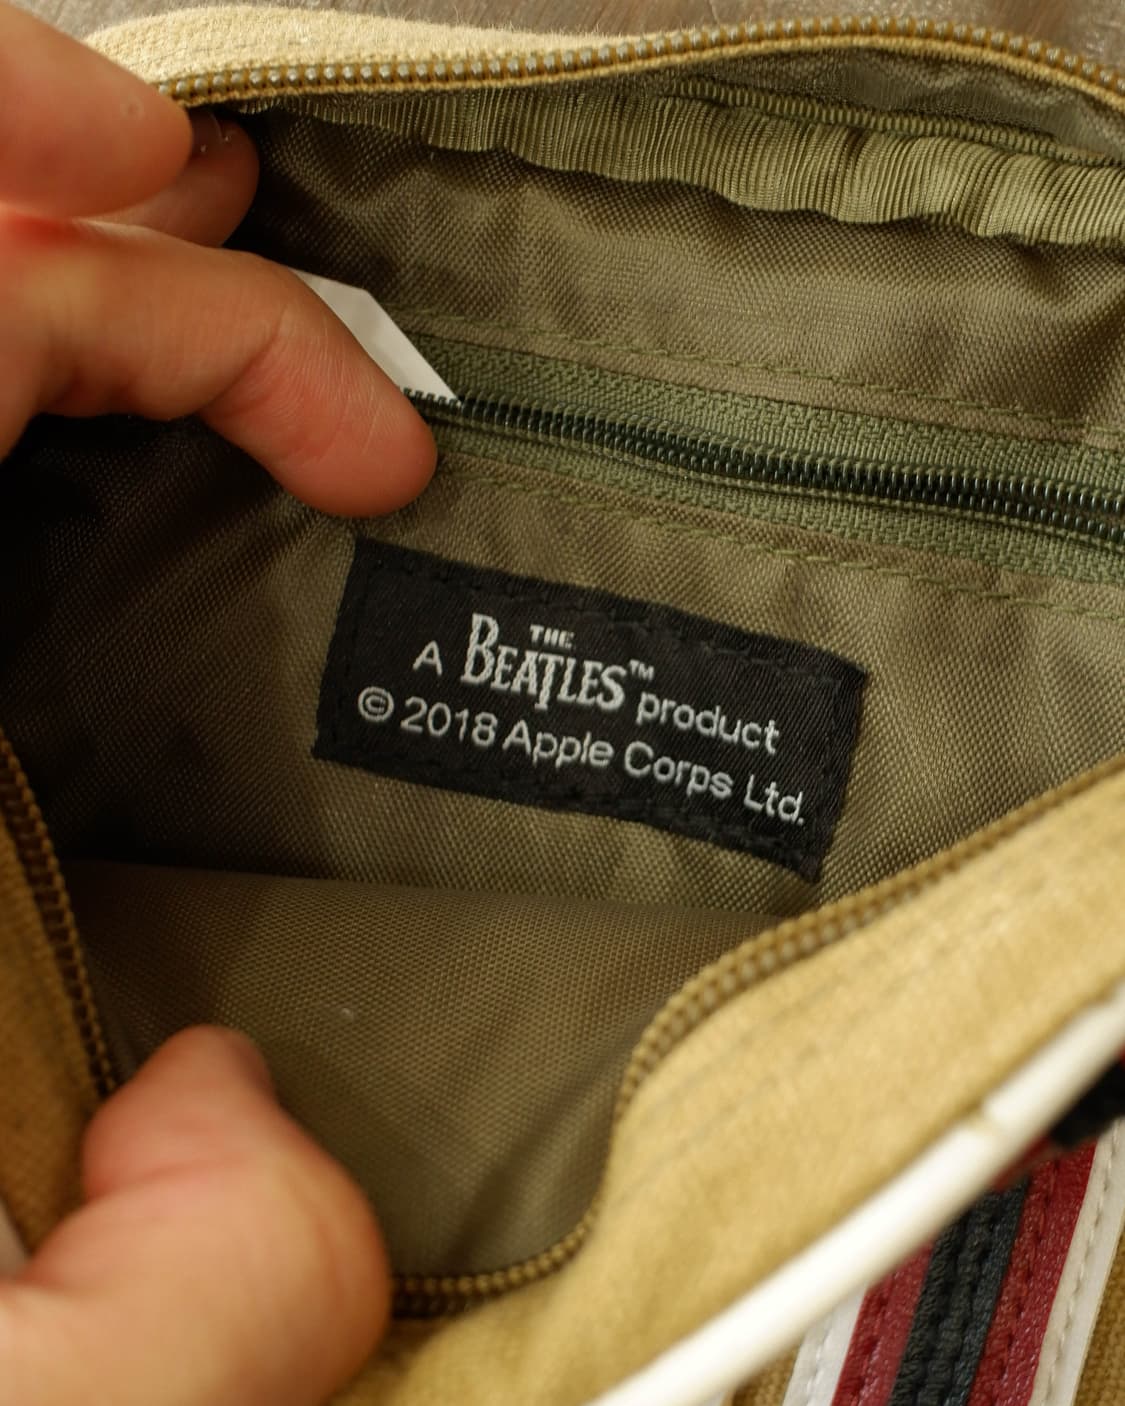 A THE BEATLES™ product
© 2018 Apple Corps Ltd.